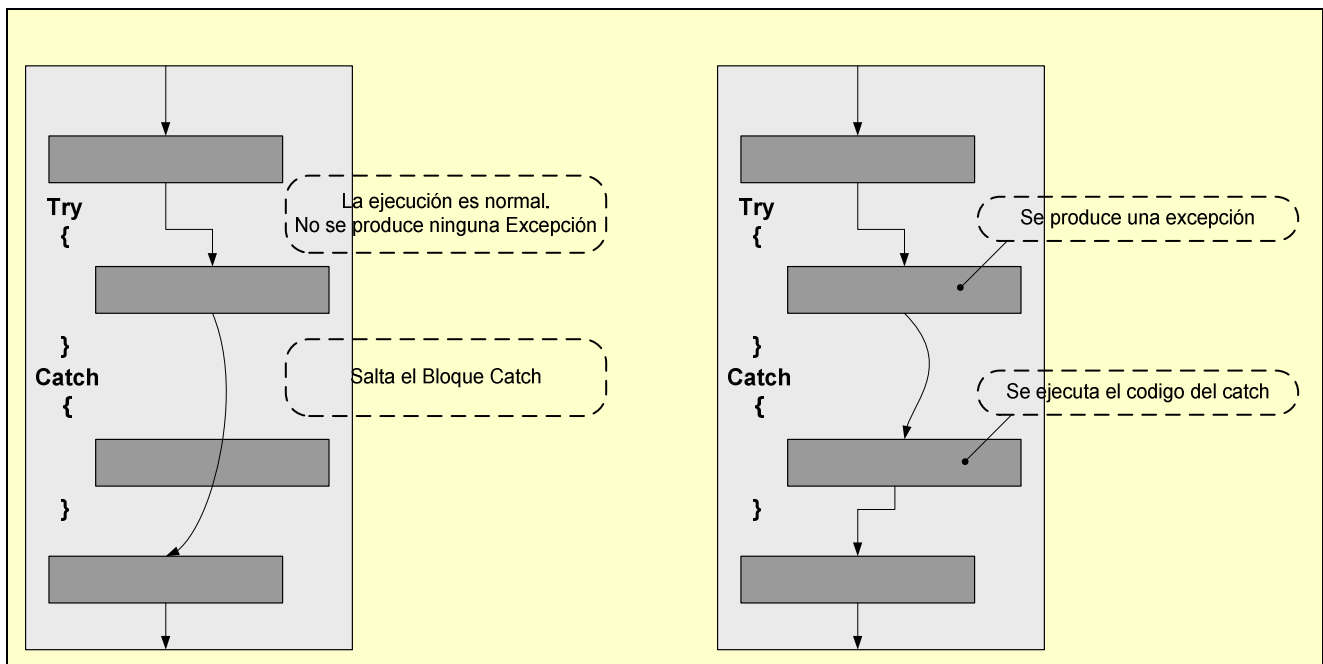 La ejecución es normal.
No se produce ninguna Excepción
Try
{
}
Salta el Bloque Catch
Catch
{
}
Se produce una excepción
Try
{
}
Se ejecuta el codigo del catch
Catch
{
}